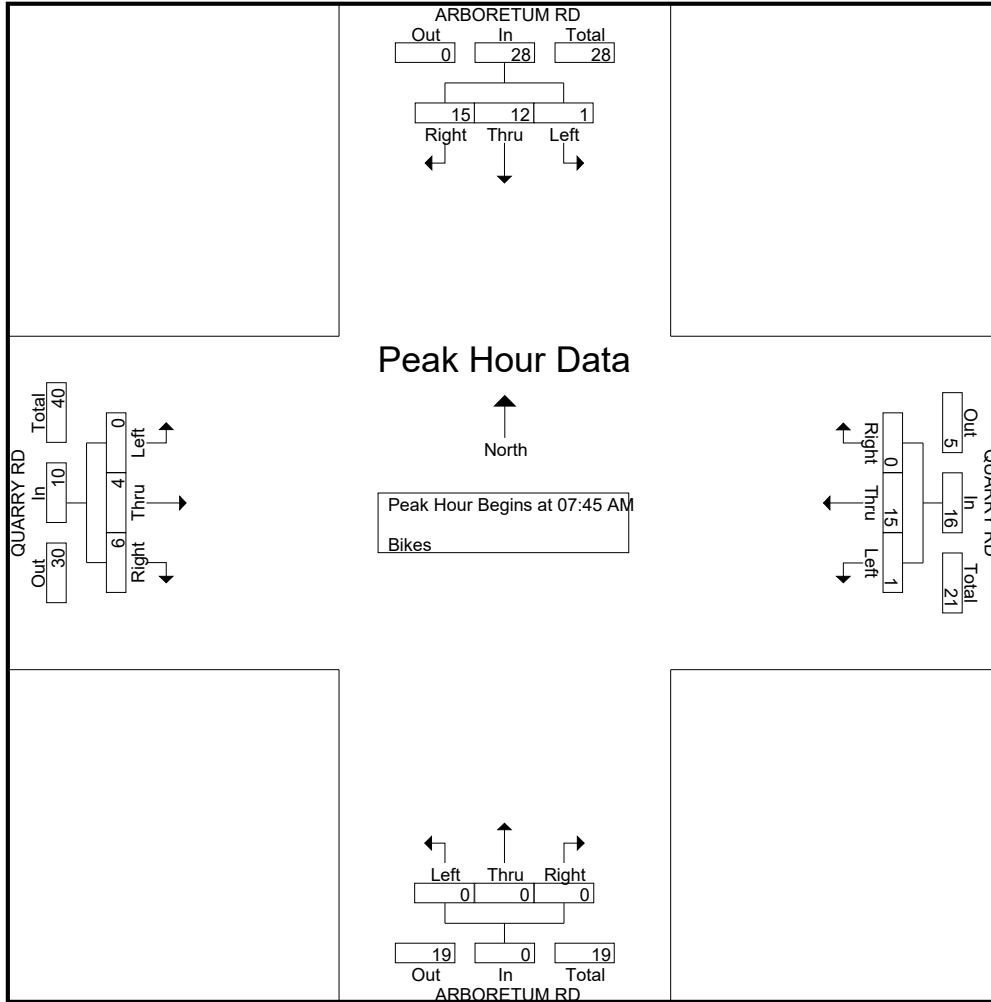 ARBORETUM RD
Out In Total
0 28 28
15 12 1
Right Thru Left
Peak Hour Data
North
Peak Hour Begins at 07:45 AM
Bikes
QUARRY RD
Total In Out
40 10 30
0 4 6
Left Thru Right
QUARRY RD
Out In Total
5 16 21
0 15 1
Right Thru Left
Left Thru Right
0 0 0
19 0 19
Out In Total
ARBORETUM RD